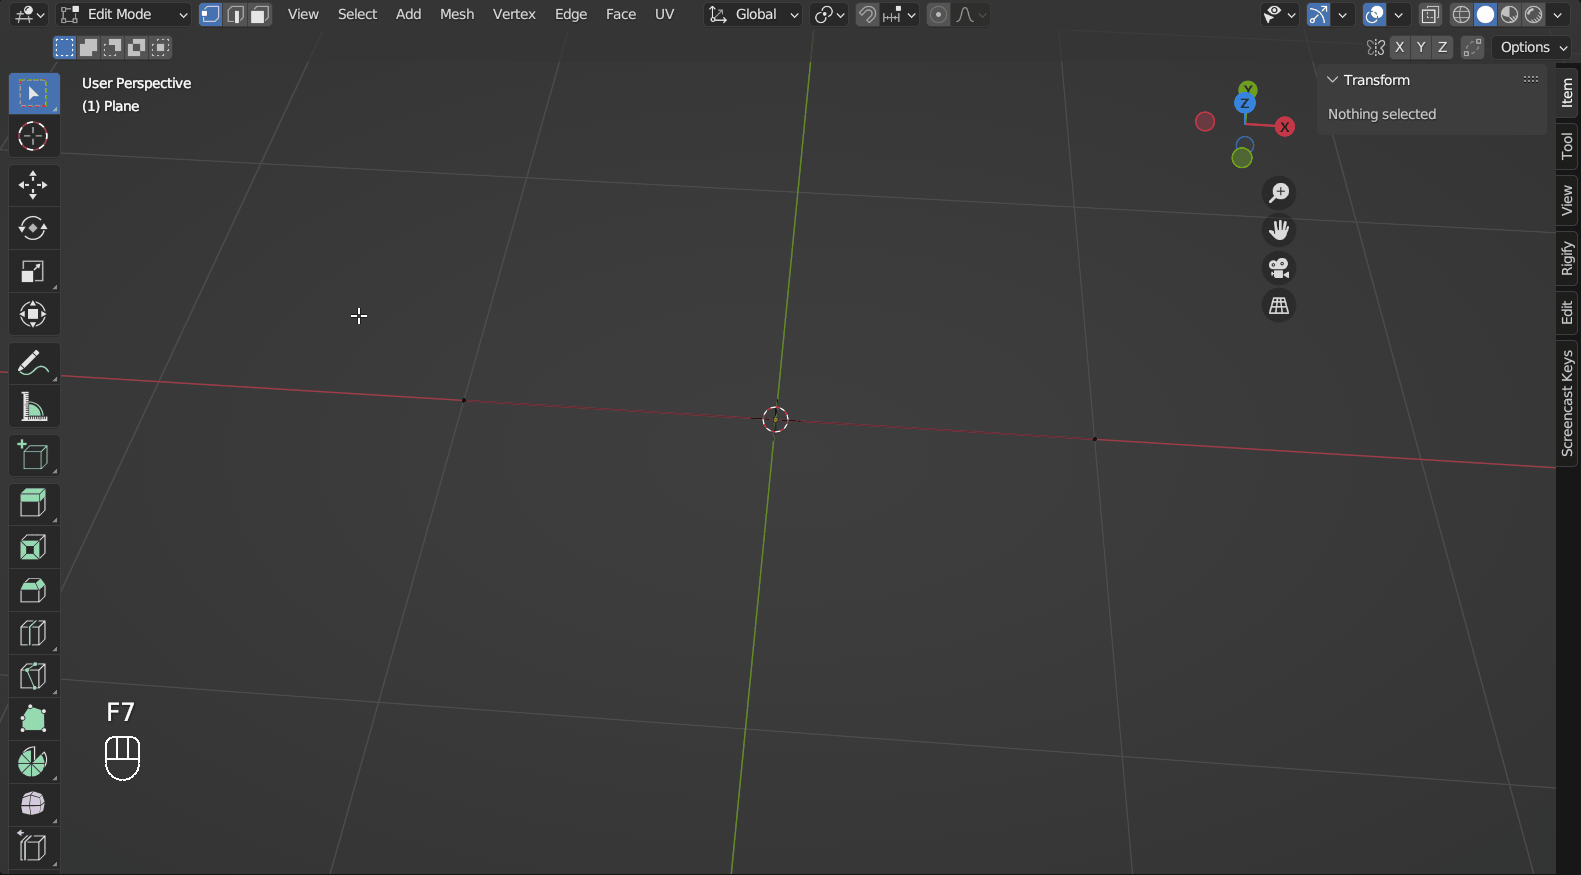 Edit Mode
View Select Add Mesh Vertex Edge Face UV
Global
X Y Z
Options
User Perspective
(1) Plane
Transform
Nothing selected
Y
Z
X
Item
Tool
View
Rigify
Edit
Screencast Keys
F7